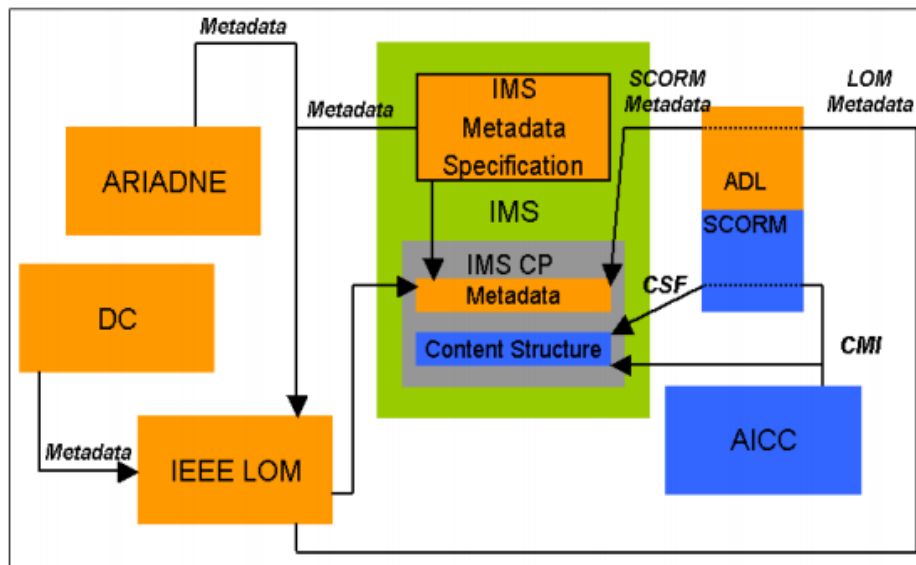 Metadata
ARIADNE
DC
Metadata
IEEE LOM
Metadata
IMS
Metadata
Specification
IMS
IMS CP
Metadata
Content Structure
SCORM
Metadata
LOM
Metadata
ADL
SCORM
CSF
CMI
AICC